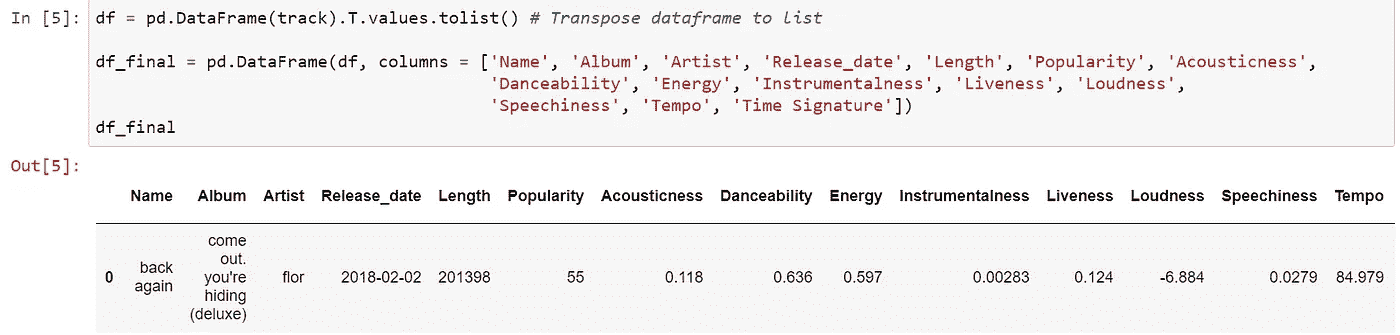 In [5]: df = pd.DataFrame(track).T.values.tolist() # Transpose dataframe to list
df_final = pd.DataFrame(df, columns = ['Name', 'Album', 'Artist', 'Release_date', 'Length', 'Popularity', 'Acousticness',
'Danceability', 'Energy', 'Instrumentalness', 'Liveness', 'Loudness',
'Speechiness', 'Tempo', 'Time Signature'])
df_final
Out[5]:
Name Album Artist Release_date Length Popularity Acousticness Danceability Energy Instrumentalness Liveness Loudness Speechiness Tempo
0 back again come out. you're hiding (deluxe) flor 2018-02-02 201398 55 0.118 0.636 0.597 0.00283 0.124 -6.884 0.0279 84.979